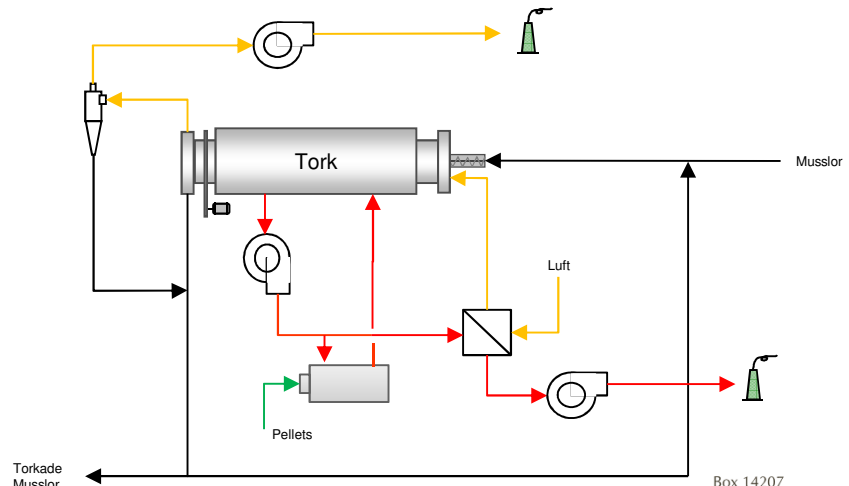 Tork
Musslor
Luft
Pellets
Torkade
Musslor
Box 14207